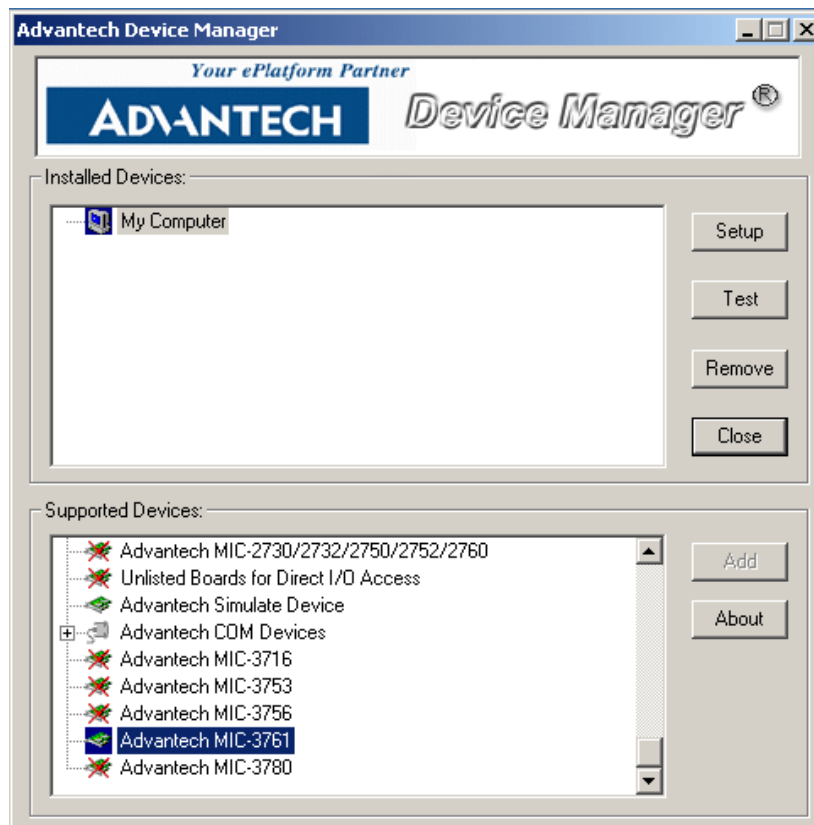 Advantech Device Manager
Your ePlatform Partner
ADVANTECH Device Manager ®
Installed Devices:
My Computer
Setup
Test
Remove
Close
Supported Devices:
Advantech MIC-2730/2732/2750/2752/2760
Unlisted Boards for Direct I/O Access
Advantech Simulate Device
Advantech COM Devices
Advantech MIC-3716
Advantech MIC-3753
Advantech MIC-3756
Advantech MIC-3761
Advantech MIC-3780
Add
About